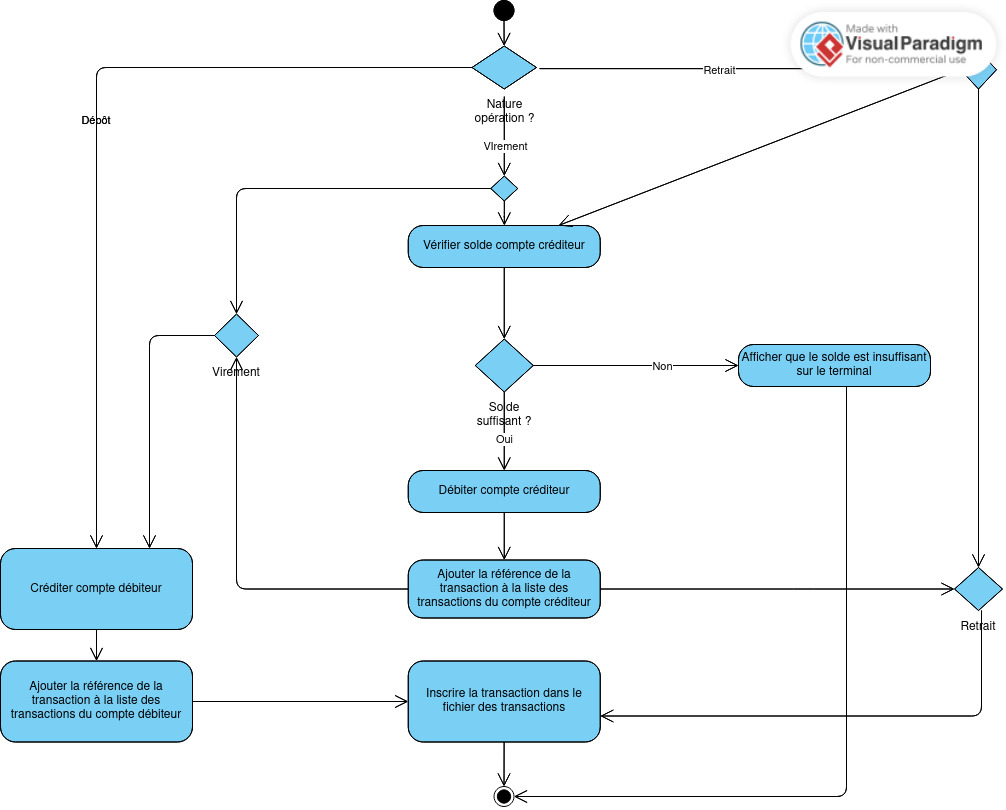 Made with
Visual Paradigm
For non-commercial use
Retrait
Nature
opération ?
Dépôt
VIrement
Vérifier solde compte créditeur
Virement
Non
Afficher que le solde est insuffisant
sur le terminal
Solde
suffisant ?
Oui
Débiter compte créditeur
Créditer compte débiteur
Ajouter la référence de la
transaction à la liste des
transactions du compte créditeur
Retrait
Ajouter la référence de la
transaction à la liste des
transactions du compte débiteur
Inscrire la transaction dans le
fichier des transactions